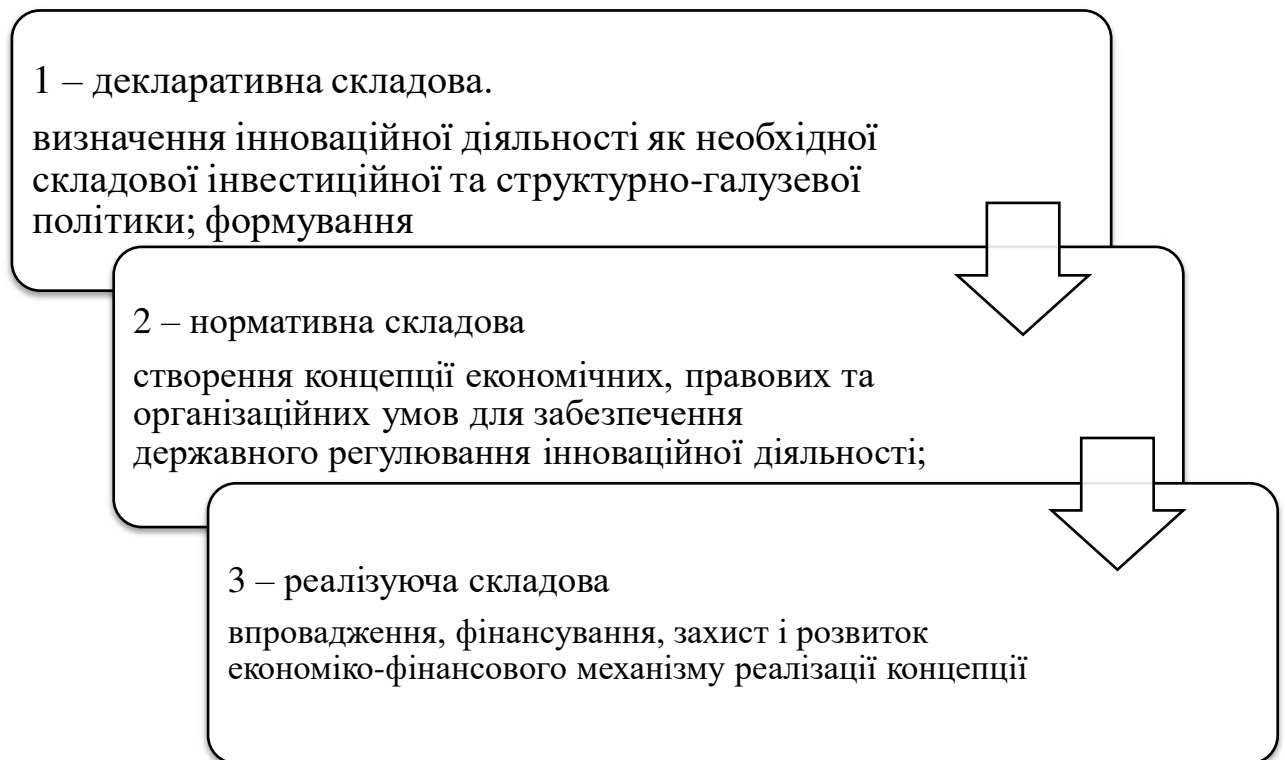 1 – декларативна складова.
визначення інноваційної діяльності як необхідної
складової інвестиційної та структурно-галузевої
політики; формування
2 – нормативна складова
створення концепції економічних, правових та
організаційних умов для забезпечення
державного регулювання інноваційної діяльності;
3 – реалізуюча складова
впровадження, фінансування, захист і розвиток
економіко-фінансового механізму реалізації концепції